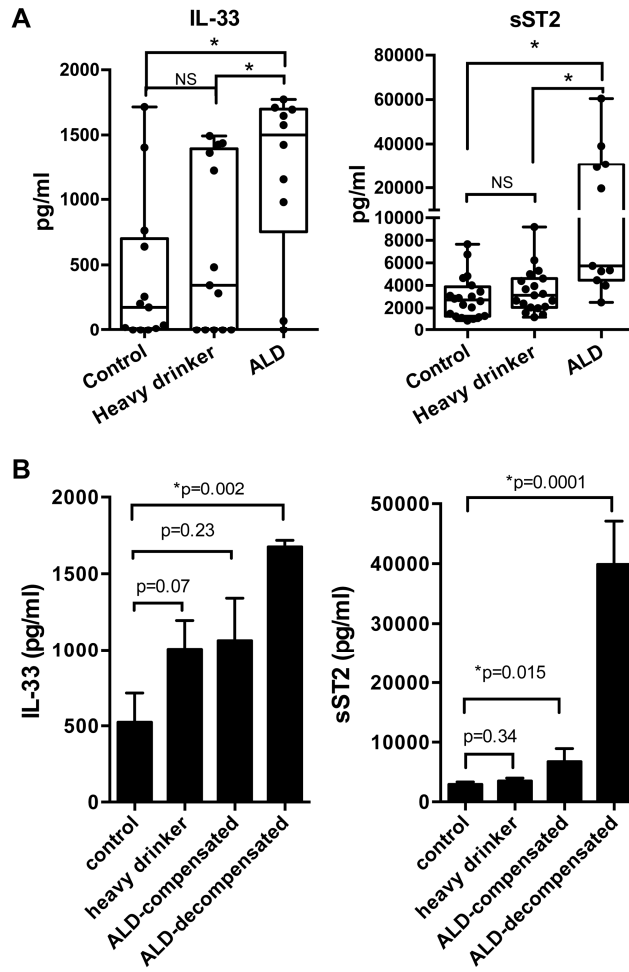 A
IL-33
sST2
*
NS
*
pg/ml
2000
1500
1000
500
0
Control
Heavy drinker
ALD
*
*
NS
pg/ml
80000
60000
40000
20000
10000
8000
6000
4000
2000
0
Control
Heavy drinker
ALD
B
*p=0.002
p=0.23
p=0.07
IL-33 (pg/ml)
2000
1500
1000
500
0
control
heavy drinker
ALD-compensated
ALD-decompensated
*p=0.0001
*p=0.015
p=0.34
sST2 (pg/ml)
50000
40000
30000
20000
10000
0
control
heavy drinker
ALD-compensated
ALD-decompensated